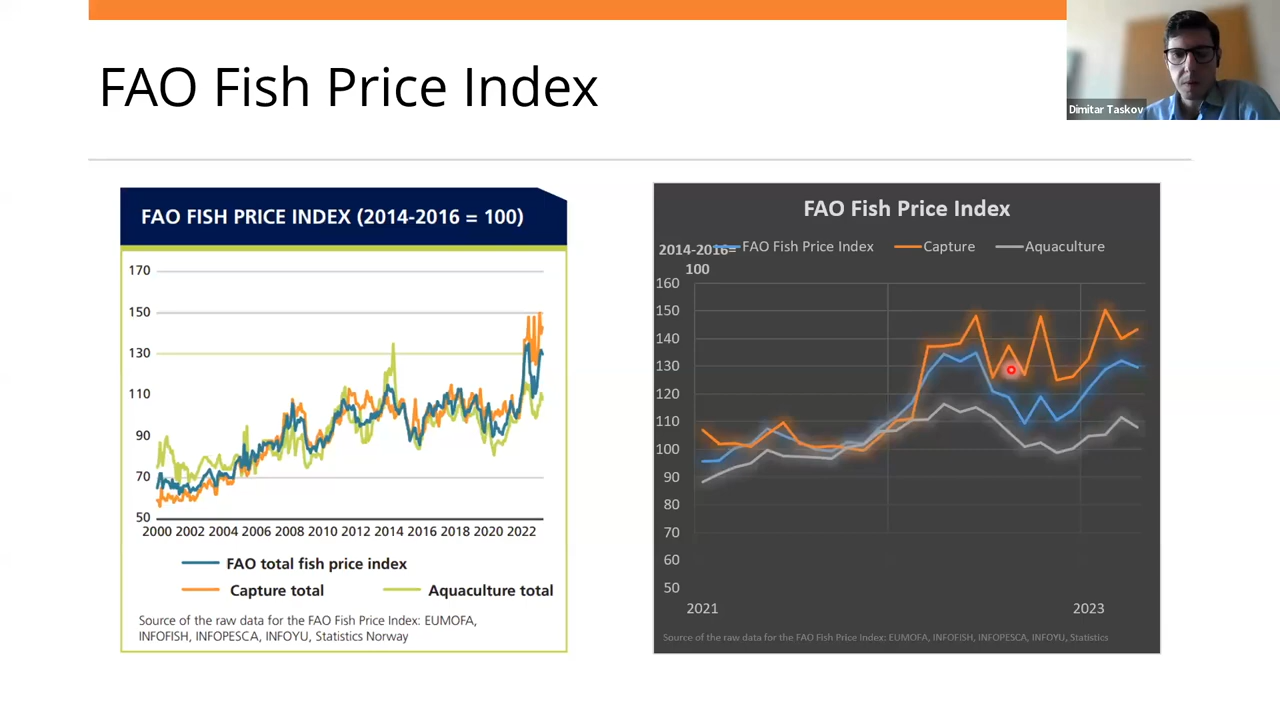 FAO Fish Price Index
Dimitar Taskov
FAO FISH PRICE INDEX (2014-2016 = 100)
170
150
130
110
90
70
50
2000 2002 2004 2006 2008 2010 2012 2014 2016 2018 2020 2022
FAO total fish price index
Capture total
Aquaculture total
Source of the raw data for the FAO Fish Price Index: EUMOFA,
INFOFISH, INFOPESCA, INFOYU, Statistics Norway
FAO Fish Price Index
FAO Fish Price Index
Capture
Aquaculture
2014-2016=
100
160
150
140
130
120
110
100
90
80
70
60
50
2021
2023
Source of the raw data for the FAO Fish Price Index: EUMOFA, INFOFISH, INFOPESCA, INFOYU, Statistics